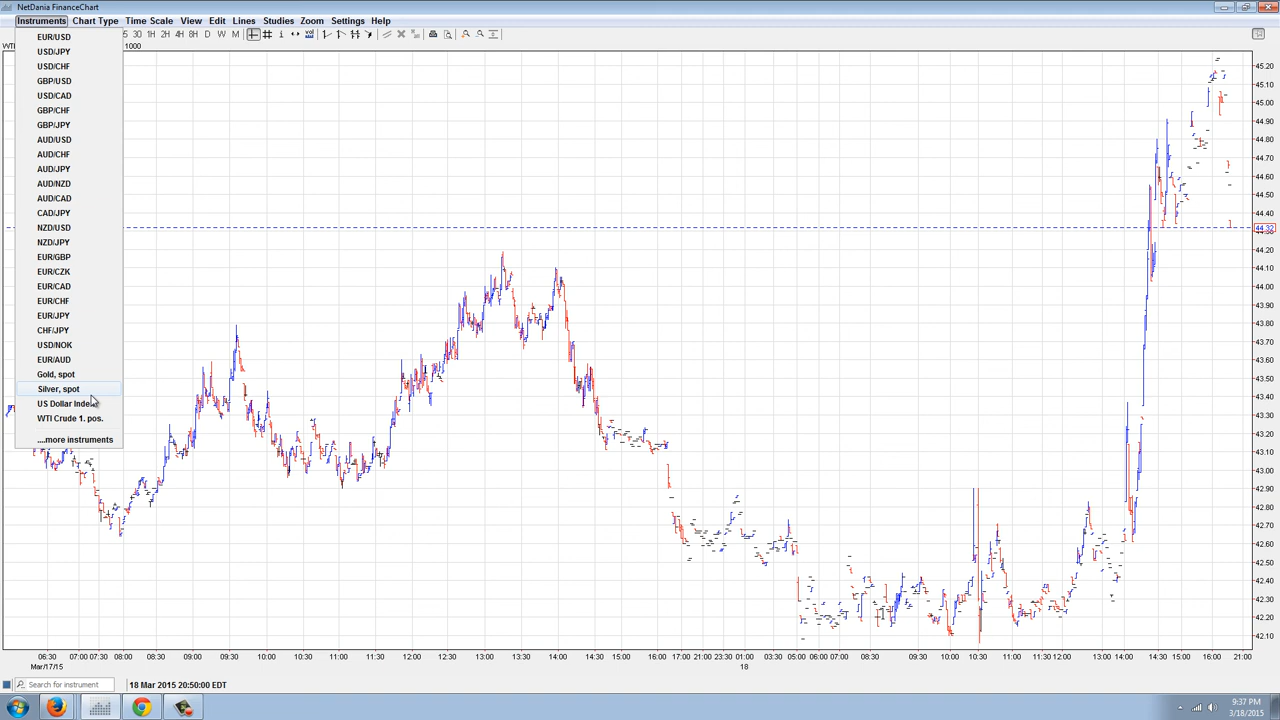 NetDania FinanceChart
Instruments Chart Type Time Scale View Edit Lines Studies Zoom Settings Help
30 1H 2H 4H 8H D W M
1000
EUR/USD
USD/JPY
USD/CHF
GBP/USD
USD/CAD
GBP/CHF
GBP/JPY
AUD/USD
AUD/CHF
AUD/JPY
AUD/NZD
AUD/CAD
CAD/JPY
NZD/USD
NZD/JPY
EUR/GBP
EUR/CZK
EUR/CAD
EUR/CHF
EUR/JPY
CHF/JPY
USD/NOK
EUR/AUD
Gold, spot
Silver, spot
US Dollar Index
WTI Crude 1. pos.
....more instruments
45.20
45.10
45.00
44.90
44.80
44.70
44.60
44.50
44.40
44.32
44.20
44.10
44.00
43.90
43.80
43.70
43.60
43.50
43.40
43.30
43.20
43.10
43.00
42.90
42.80
42.70
42.60
42.50
42.40
42.30
42.20
42.10
06:30 07:00 07:30 08:00 08:30 09:00 09:30 10:00 10:30 11:00 11:30 12:00 12:30 13:00 13:30 14:00 14:30 15:00 16:00 17:00 21:00 23:30 01:00 03:00 05:00 06:00 07:00 08:00 09:00 10:00 11:00 12:00 13:00 14:00 14:30 15:00 16:00 21:00
Mar/17/15 18
Search for instrument
18 Mar 2015 20:50:00 EDT
9:37 PM
3/18/2015